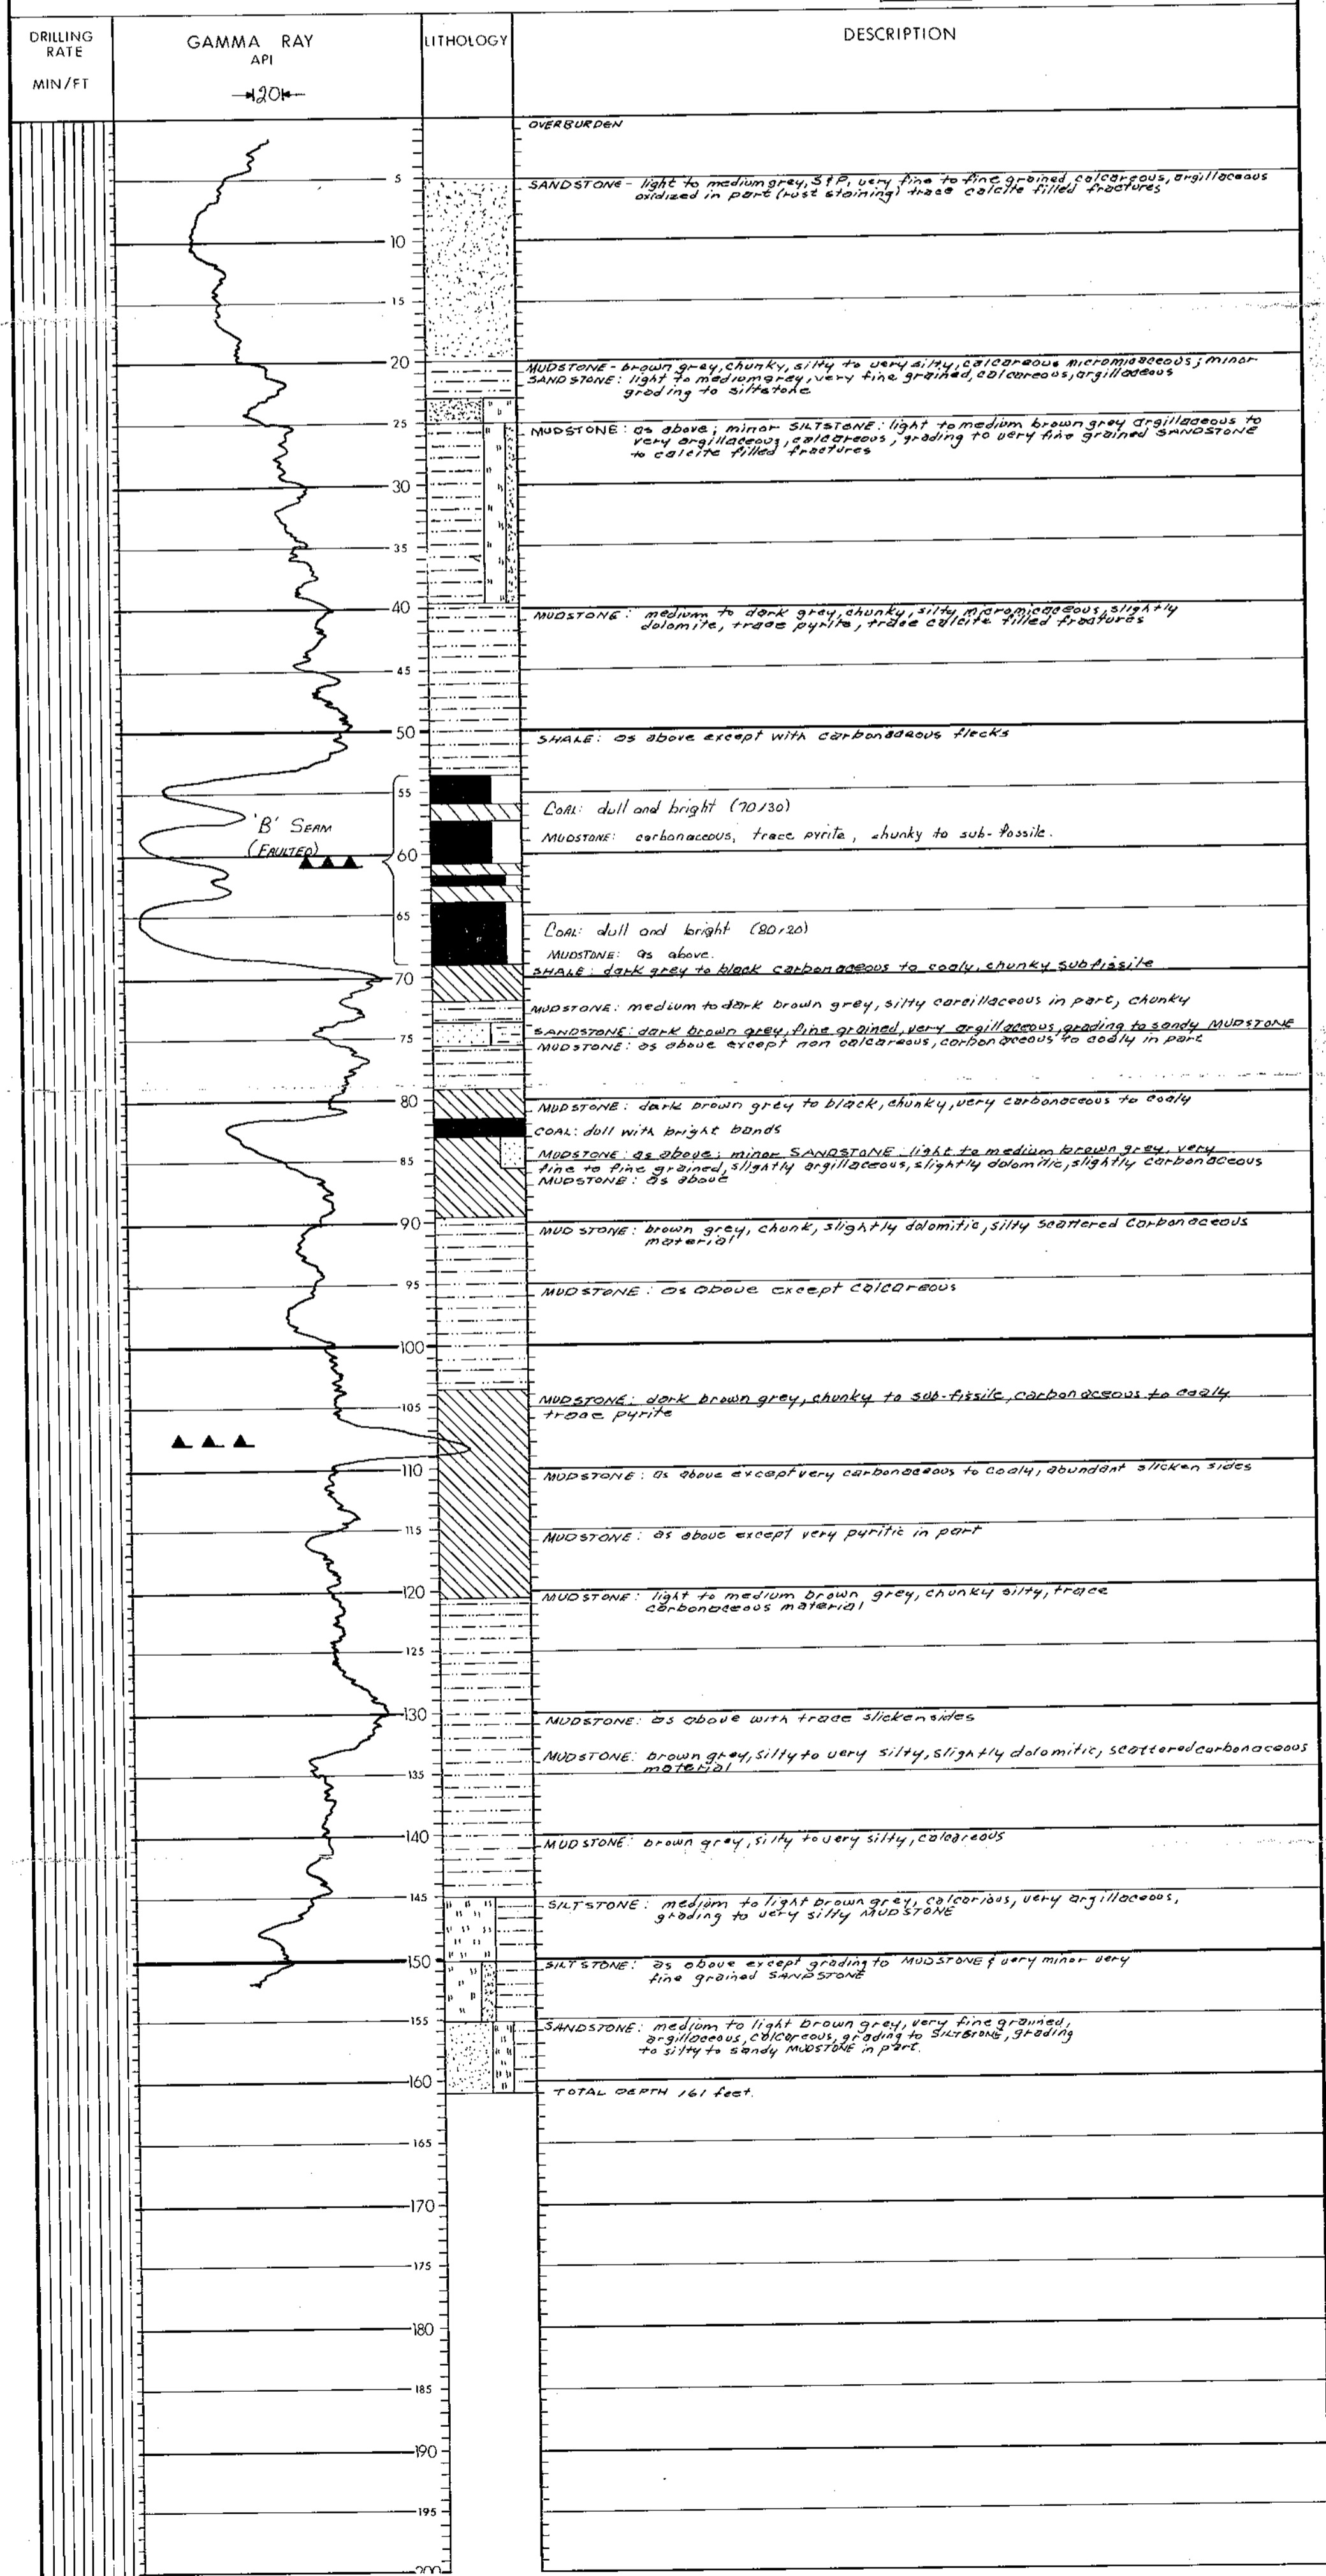 DRILLING
RATE
MIN/FT
GAMMA RAY
API
20
LITHOLOGY
DESCRIPTION
OVERBURDEN
5
SANDSTONE - light to medium grey, S&P, very fine to fine grained, calcareous, argillaceous
oxidized in part (rust staining) trace calcite filled fractures
10
15
20
MUDSTONE - brown grey, chunky, silty to very silty, calcareous micromicaceous; minor
SANDSTONE: light to medium grey, very fine grained, calcareous, argillaceous
grading to siltstone
25
MUDSTONE: as above; minor SILTSTONE: light to medium brown grey argillaceous to
very argillaceous, calcareous, grading to very fine grained SANDSTONE
to calcite filled fractures
30
35
40
MUDSTONE: medium to dark grey, chunky, silty micromicaceous, slightly
dolomite, trace pyrite, trace calcite filled fractures
45
50
SHALE: as above except with carbonaceous flecks
55
COAL: dull and bright (70/30)
'B' SEAM
(FAULTED)
MUDSTONE: carbonaceous, trace pyrite, chunky to sub-fossile.
60
65
COAL: dull and bright (80/20)
MUDSTONE: as above.
SHALE: dark grey to black carbonaceous to coaly, chunky subfissile
70
MUDSTONE: medium to dark brown grey, silty carcillaceous in part, chunky
SANDSTONE: dark brown grey, fine grained, very argillaceous, grading to sandy MUDSTONE
75
MUDSTONE: as above except non calcareous, carbonaceous to coaly in part
80
MUDSTONE: dark brown grey to black, chunky, very carbonaceous to coaly
COAL: dull with bright bands
MUDSTONE: as above; minor SANDSTONE light to medium brown grey, very
85
fine to fine grained, slightly argillaceous, slightly dolomitic, slightly carbonaceous
MUDSTONE: as above
90
MUDSTONE: brown grey, chunk, slightly dolomitic, silty scattered carbonaceous
material
95
MUDSTONE: as above except calcareous
100
MUDSTONE: dark brown grey, chunky to sub-fissile, carbonaceous to coaly
105
trace pyrite
110
MUDSTONE: as above except very carbonaceous to coaly, abundant slicken sides
115
MUDSTONE: as above except very pyritic in part
120
MUDSTONE: light to medium brown grey, chunky silty, trace
carbonaceous material
125
130
MUDSTONE: as above with trace slickensides
MUDSTONE: brown grey, silty to very silty, slightly dolomitic, scattered carbonaceous
material
135
140
MUDSTONE: brown grey, silty to very silty, calcareous
145
SILTSTONE: medium to light brown grey, calcarious, very argillaceous,
grading to very silty MUDSTONE
150
SILTSTONE: as above except grading to MUDSTONE & very minor very
fine grained SANDSTONE
155
SANDSTONE: medium to light brown grey, very fine grained,
argillaceous, calcareous, grading to SILTSTONE, grading
to silty to sandy MUDSTONE in part.
160
TOTAL DEPTH 161 feet.
165
170
175
180
185
190
195
200